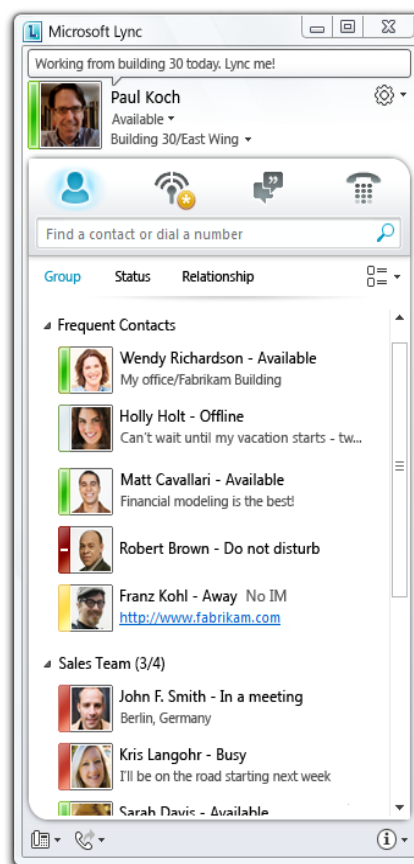 Microsoft Lync
Working from building 30 today. Lync me!
Paul Koch
Available
Building 30/East Wing
Find a contact or dial a number
Group Status Relationship
Frequent Contacts
Wendy Richardson - Available
My office/Fabrikam Building
Holly Holt - Offline
Can't wait until my vacation starts - tw...
Matt Cavallari - Available
Financial modeling is the best!
Robert Brown - Do not disturb
Franz Kohl - Away No IM
http://www.fabrikam.com
Sales Team (3/4)
John F. Smith - In a meeting
Berlin, Germany
Kris Langohr - Busy
I'll be on the road starting next week
Sarah Davis - Available